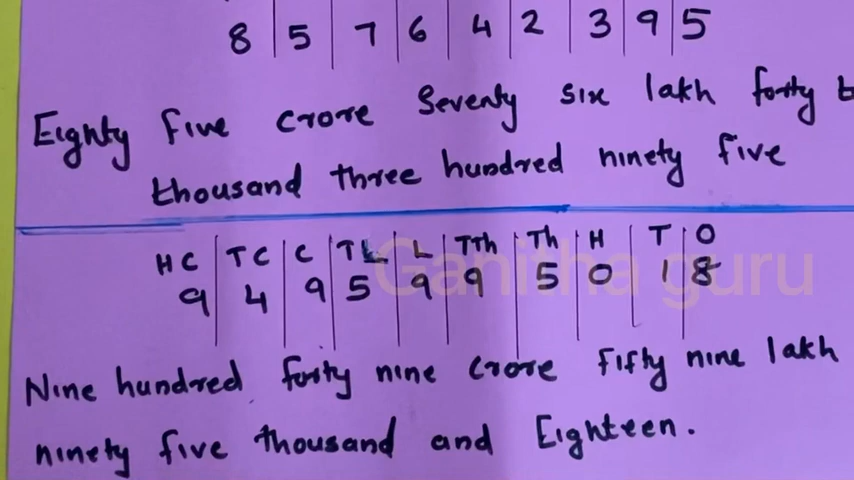 8 5 7 6 4 2 3 9 5
Eighty five crore seventy six lakh forty
thousand three hundred ninety five
HC TC C TL L TTh Th H T O
9 4 9 5 9 9 5 0 1 8
Ganitha guru
Nine hundred forty nine crore fifty nine lakh
ninety five thousand and Eighteen.